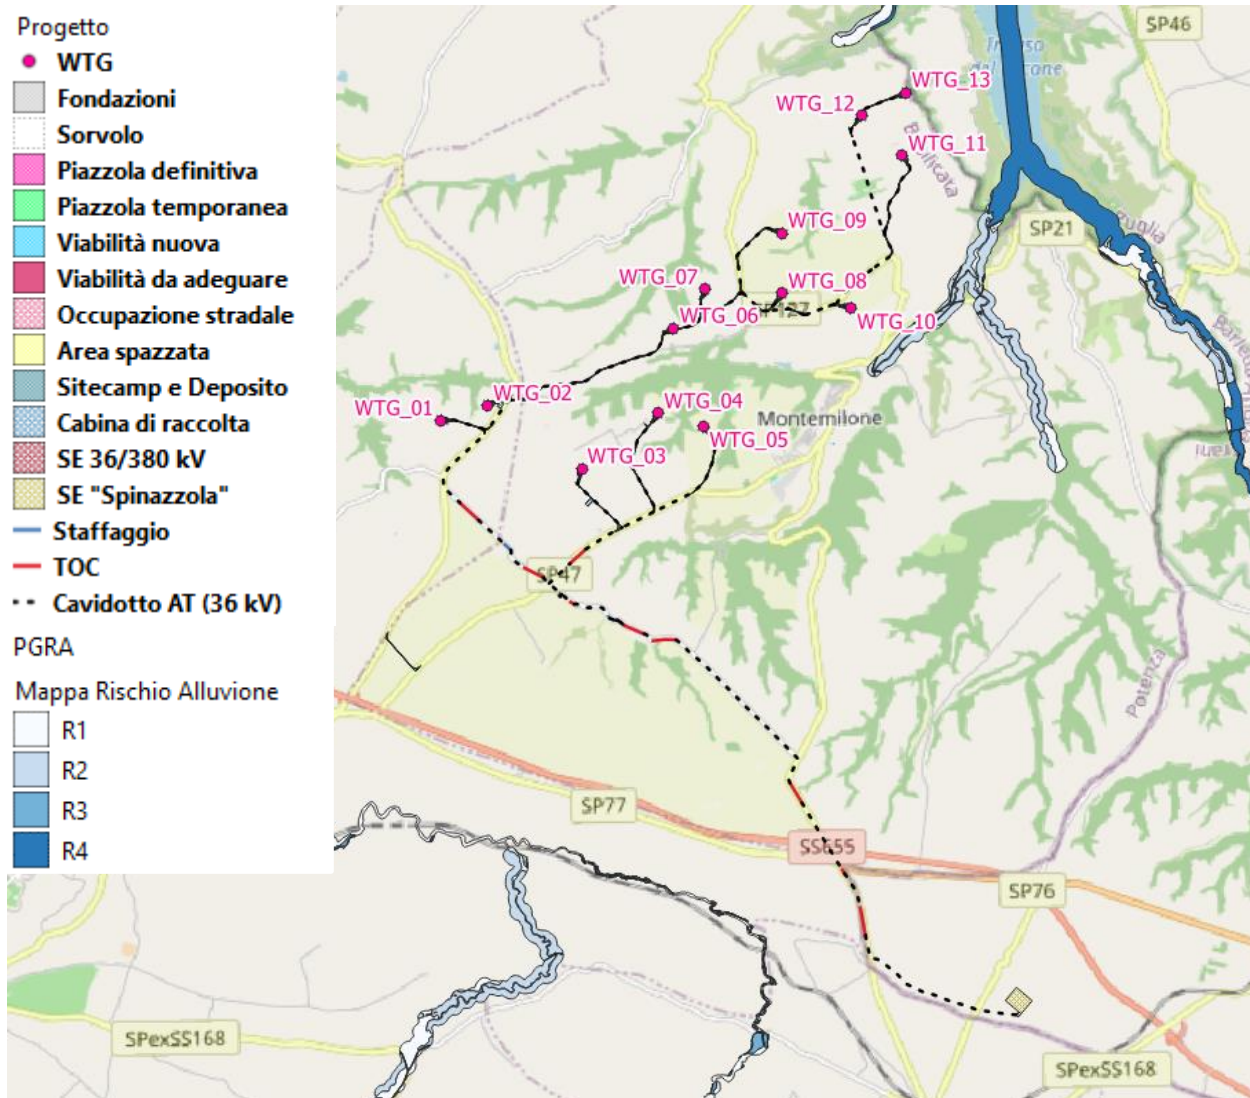 Progetto
WTG
Fondazioni
Sorvolo
Piazzola definitiva
Piazzola temporanea
Viabilità nuova
Viabilità da adeguare
Occupazione stradale
Area spazzata
Sitecamp e Deposito
Cabina di raccolta
SE 36/380 kV
SE "Spinazzola"
Staffaggio
TOC
Cavidotto AT (36 kV)
PGRA
Mappa Rischio Alluvione
R1
R2
R3
R4
SP46
WTG_13
WTG_12
WTG_11
Basilicata
Puglia
SP21
WTG_09
WTG_07
WTG_08
WTG_06
WTG_10
WTG_02
WTG_01
WTG_04
WTG_05
Montemilone
WTG_03
SP47
Potenza
SP77
SS655
SP76
SPexSS168
SPexSS168